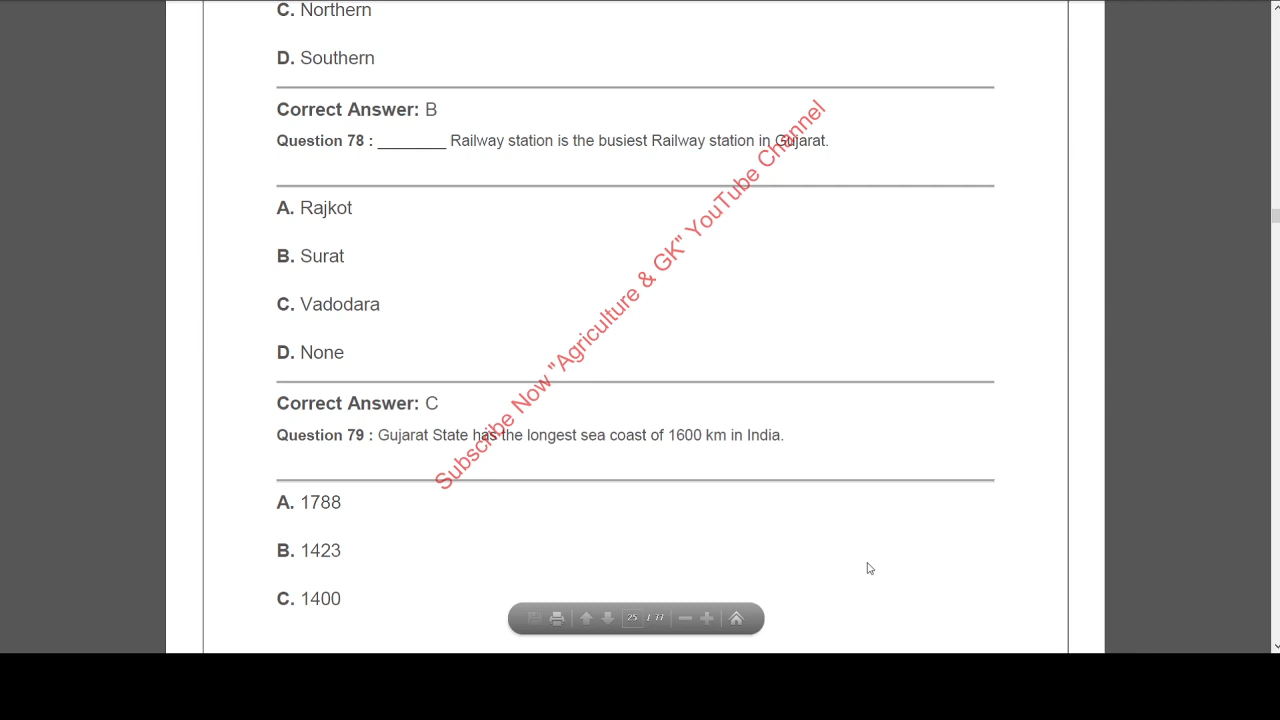 C. Northern
D. Southern
Correct Answer: B
Question 78 : ________ Railway station is the busiest Railway station in Gujarat.
A. Rajkot
B. Surat
C. Vadodara
D. None
Correct Answer: C
Question 79 : Gujarat State has the longest sea coast of 1600 km in India.
A. 1788
B. 1423
C. 1400
Subscribe Now "Agriculture & GK" YouTube Channel
25 / 77